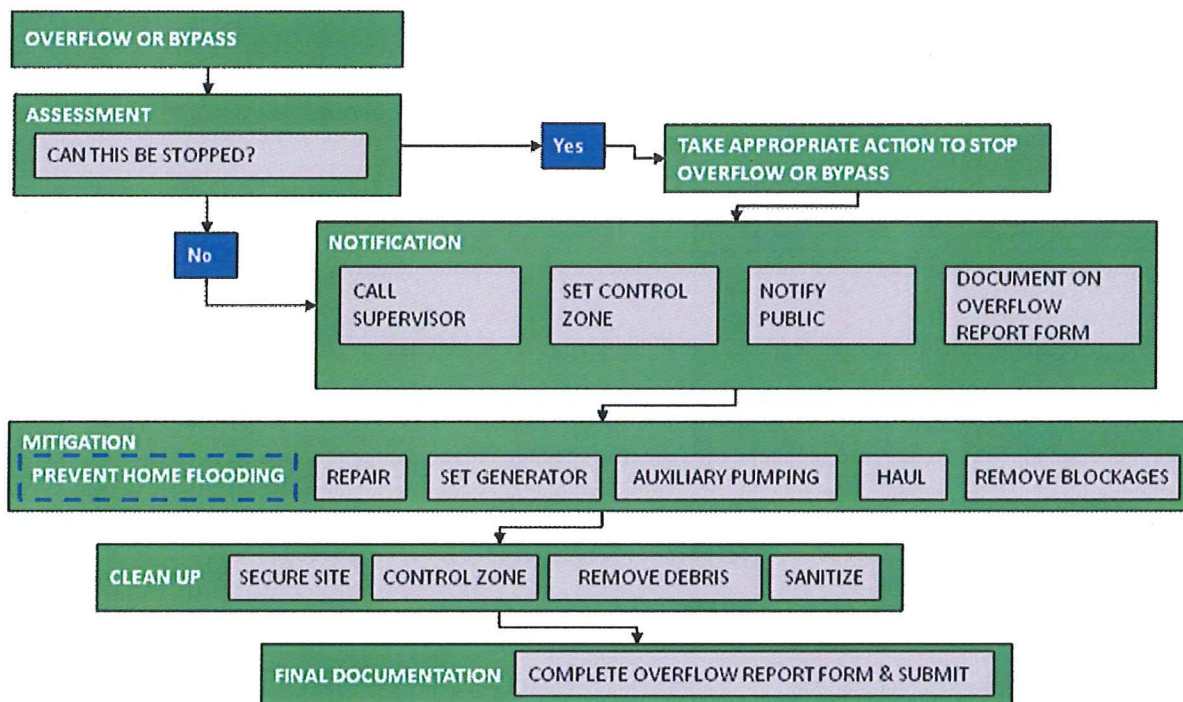 OVERFLOW OR BYPASS
ASSESSMENT
CAN THIS BE STOPPED?
Yes
TAKE APPROPRIATE ACTION TO STOP
OVERFLOW OR BYPASS
No
NOTIFICATION
CALL
SUPERVISOR
SET CONTROL
ZONE
NOTIFY
PUBLIC
DOCUMENT ON
OVERFLOW
REPORT FORM
MITIGATION
PREVENT HOME FLOODING
REPAIR
SET GENERATOR
AUXILIARY PUMPING
HAUL
REMOVE BLOCKAGES
CLEAN UP
SECURE SITE
CONTROL ZONE
REMOVE DEBRIS
SANITIZE
FINAL DOCUMENTATION
COMPLETE OVERFLOW REPORT FORM & SUBMIT